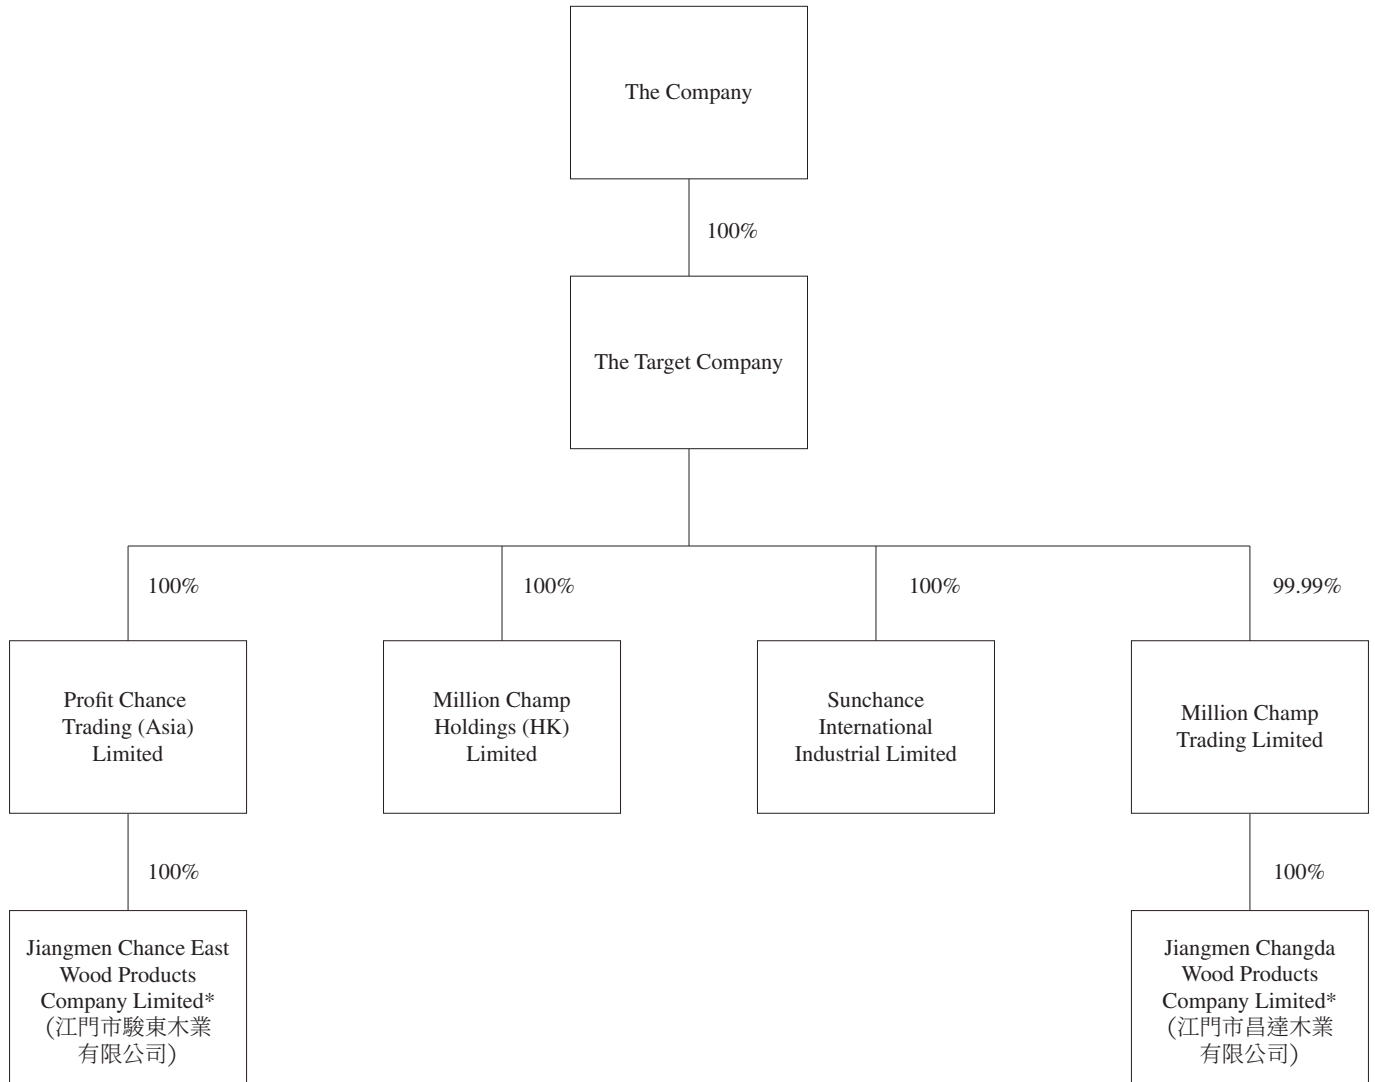 The Company
100%
The Target Company
100%
100%
100%
99.99%
Profit Chance
Trading (Asia)
Limited
Million Champ
Holdings (HK)
Limited
Sunchance
International
Industrial Limited
Million Champ
Trading Limited
100%
100%
Jiangmen Chance East
Wood Products
Company Limited*
(江門市駿東木業
有限公司)
Jiangmen Changda
Wood Products
Company Limited*
(江門市昌達木業
有限公司)